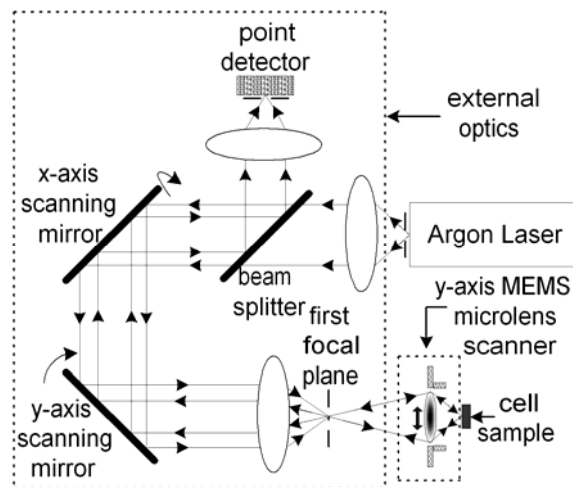 point
detector
external
optics
x-axis
scanning
mirror
Argon Laser
beam
splitter
y-axis MEMS
microlens
scanner
first
focal
plane
y-axis
scanning
mirror
cell
sample